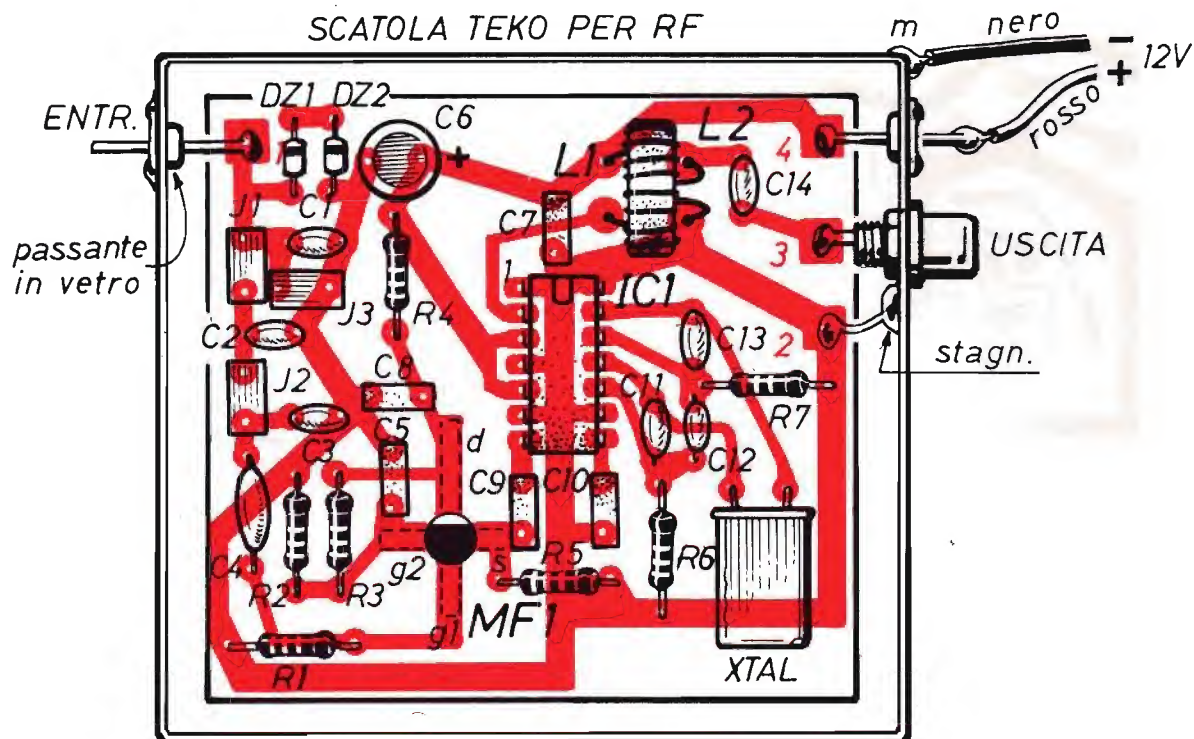 SCATOLA TEKO PER RF
m
nero
−
+
12V
rosso
ENTR.
DZ1
DZ2
C6
+
L1
L2
4
C14
J1
C1
C7
3
USCITA
passante
in vetro
1
IC1
J3
R4
C2
C13
2
stagn.
J2
C8
C11
R7
C5
d
C3
C9
C10
C12
C4
R2
R3
g2
s
R5
R6
g1
MF1
R1
XTAL